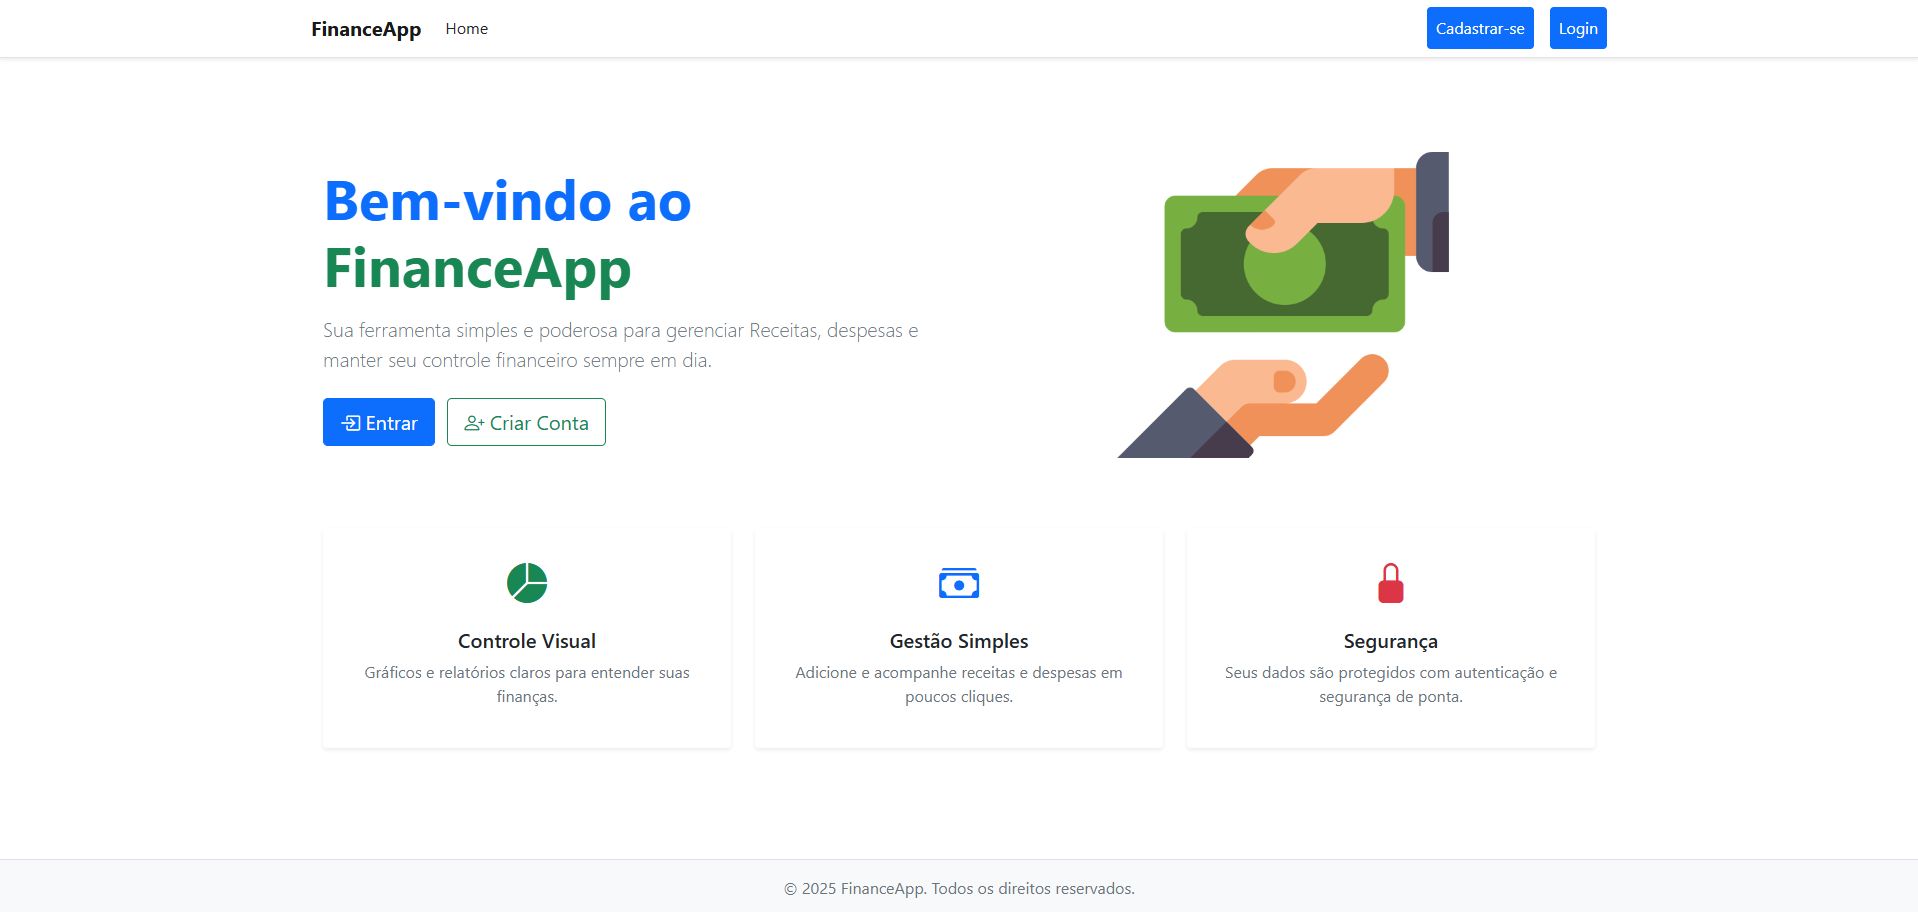 FinanceApp Home Cadastrar-se Login
Bem-vindo ao
FinanceApp
Sua ferramenta simples e poderosa para gerenciar Receitas, despesas e
manter seu controle financeiro sempre em dia.
Entrar Criar Conta
Controle Visual
Gráficos e relatórios claros para entender suas
finanças.
Gestão Simples
Adicione e acompanhe receitas e despesas em
poucos cliques.
Segurança
Seus dados são protegidos com autenticação e
segurança de ponta.
© 2025 FinanceApp. Todos os direitos reservados.